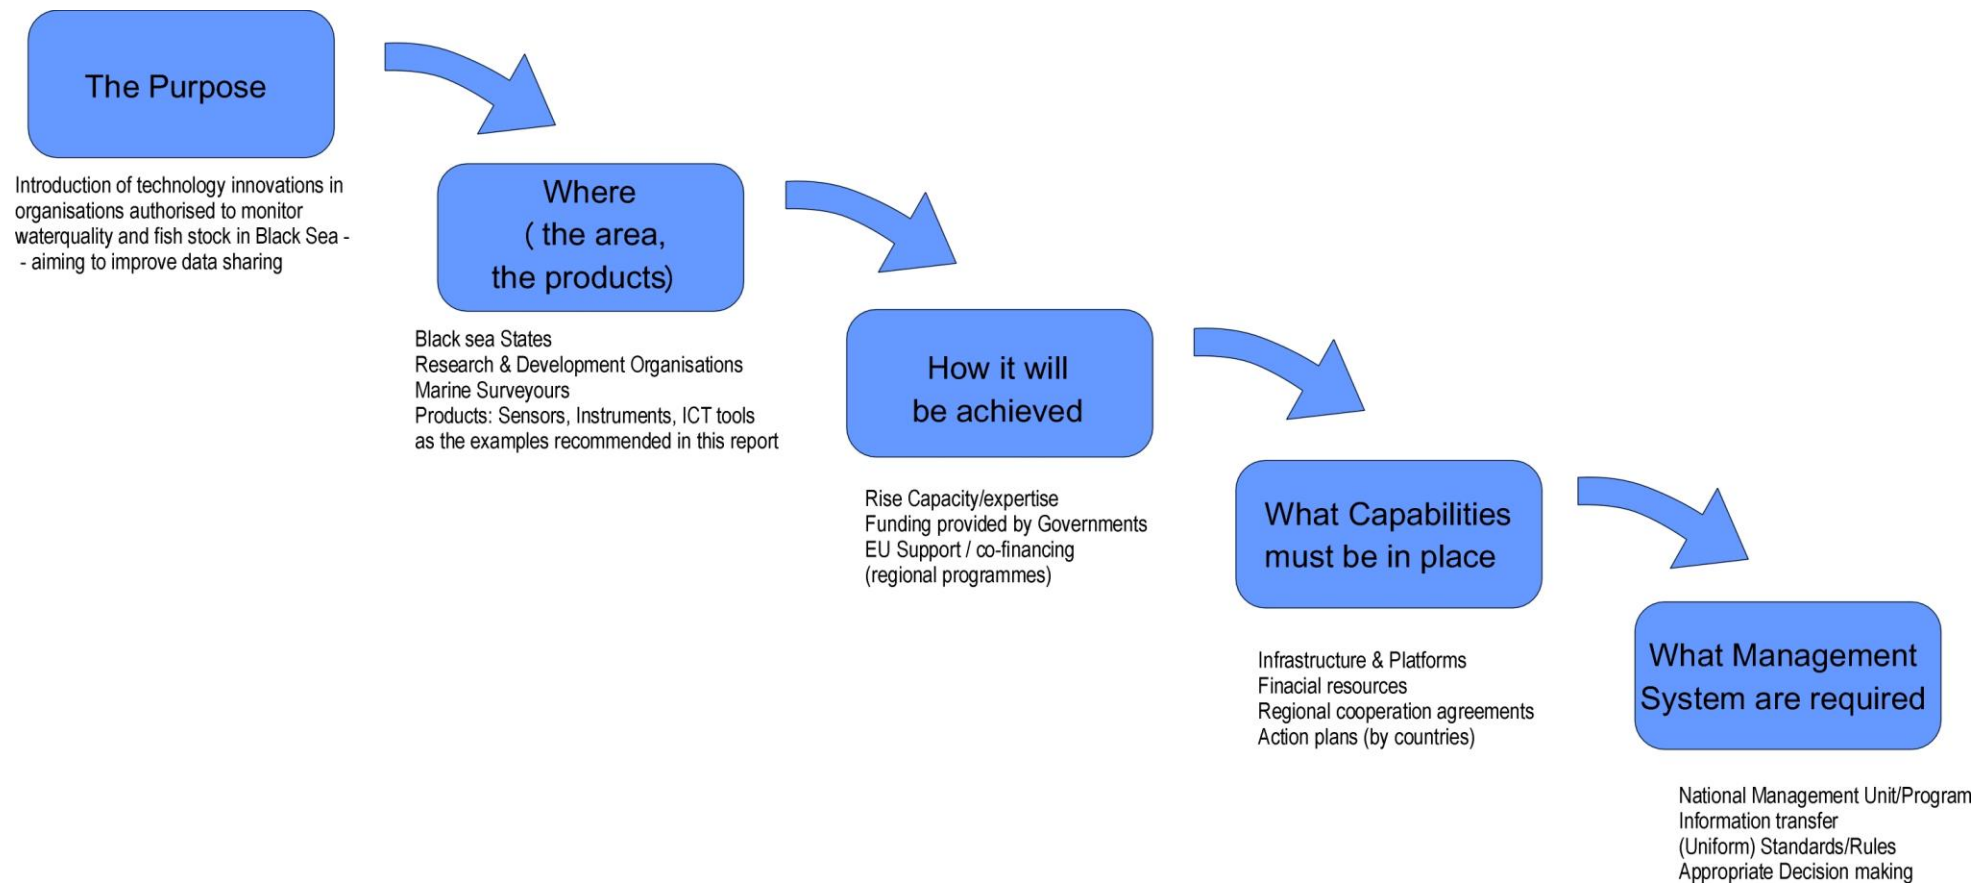 The Purpose
Introduction of technology innovations in
organisations authorised to monitor
waterquality and fish stock in Black Sea -
- aiming to improve data sharing
Where
( the area,
the products)
Black sea States
Research & Development Organisations
Marine Surveyours
Products: Sensors, Instruments, ICT tools
as the examples recommended in this report
How it will
be achieved
Rise Capacity/expertise
Funding provided by Governments
EU Support / co-financing
(regional programmes)
What Capabilities
must be in place
Infrastructure & Platforms
Finacial resources
Regional cooperation agreements
Action plans (by countries)
What Management
System are required
National Management Unit/Program
Information transfer
(Uniform) Standards/Rules
Appropriate Decision making